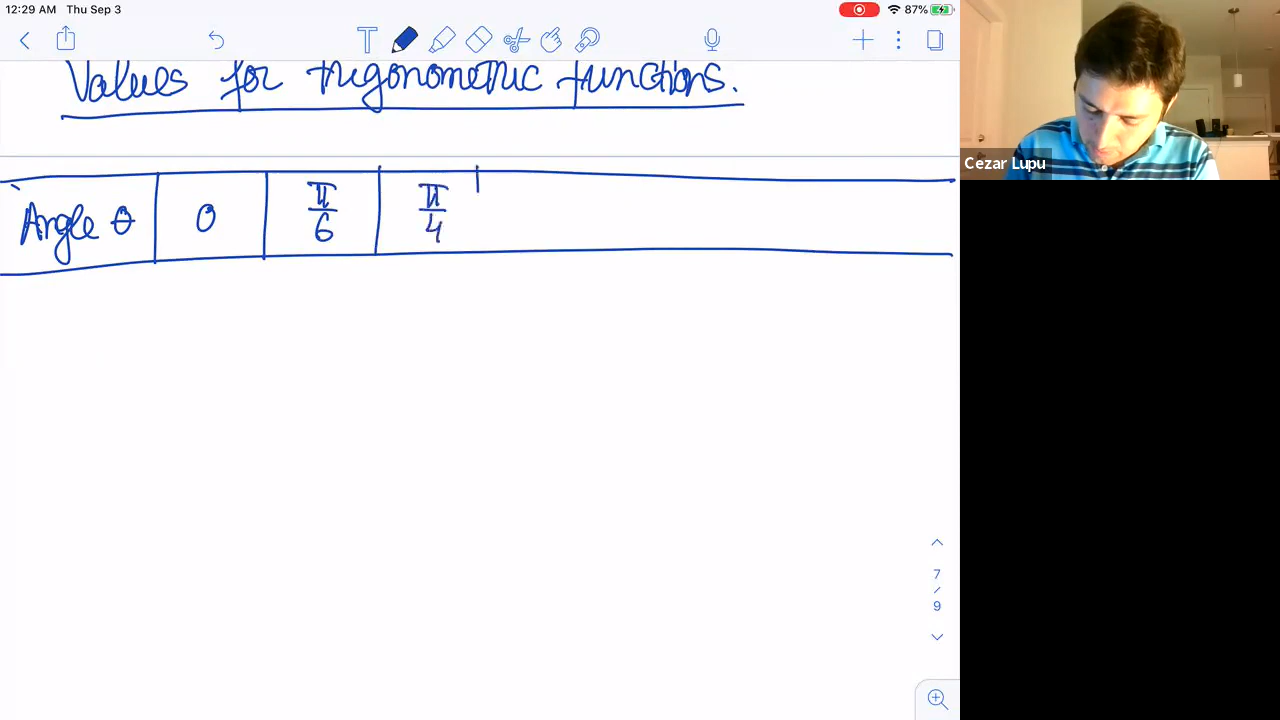 12:29 AM Thu Sep 3
87%
T
Values for trigonometric functions.
Angle θ 0 π/6 π/4
Cezar Lupu
7
/
9